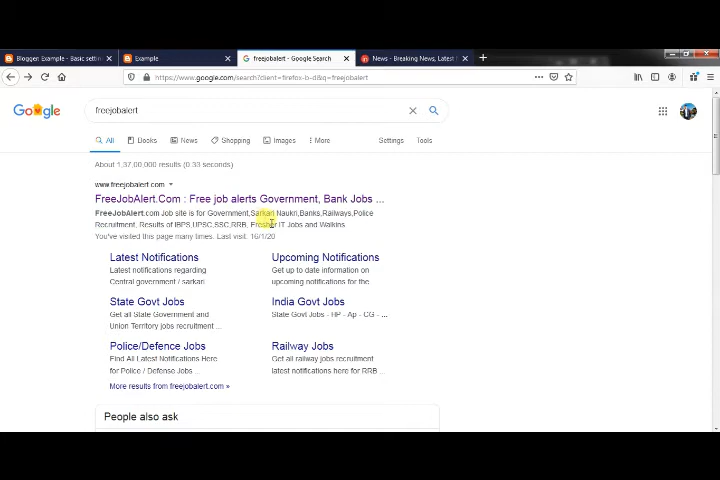 Blogger: Example - Basic settin
Example
freejobalert - Google Search
News - Breaking News, Latest
https://www.google.com/search?client=firefox-b-d&q=freejobalert
Google
freejobalert
All
Books
News
Shopping
Images
More
Settings
Tools
About 1,37,00,000 results (0.33 seconds)
www.freejobalert.com
FreeJobAlert.Com : Free job alerts Government, Bank Jobs ...
FreeJobAlert.com Job site is for Government,Sarkari Naukri,Banks,Railways,Police
Recruitment, Results of IBPS,UPSC,SSC,RRB, Fresher IT Jobs and Walkins
You've visited this page many times. Last visit: 16/1/20
Latest Notifications
Latest notifications regarding
Central government / sarkari
Upcoming Notifications
Get up to date information on
upcoming notifications for the
State Govt Jobs
Get all State Government and
Union Territory jobs recruitment ...
India Govt Jobs
State Govt Jobs - HP - Ap - CG - ...
Police/Defence Jobs
Find All Latest Notifications Here
for Police / Defense Jobs ...
Railway Jobs
Get all railway jobs recruitment
latest notifications here for RRB ...
More results from freejobalert.com »
People also ask